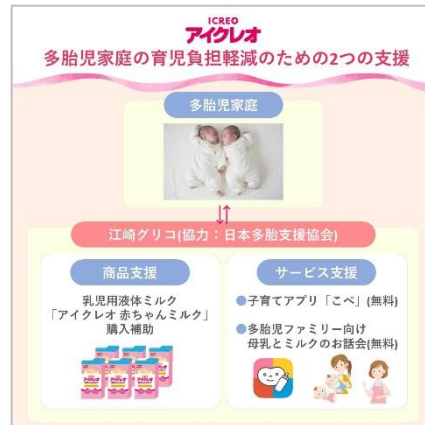 ICREO
アイクレオ
多胎児家庭の育児負担軽減のための2つの支援
多胎児家庭
江崎グリコ(協力：日本多胎支援協会)
商品支援
乳児用液体ミルク
「アイクレオ 赤ちゃんミルク」
購入補助
サービス支援
●子育てアプリ「こぺ」(無料)
●多胎児ファミリー向け
母乳とミルクのお話会(無料)